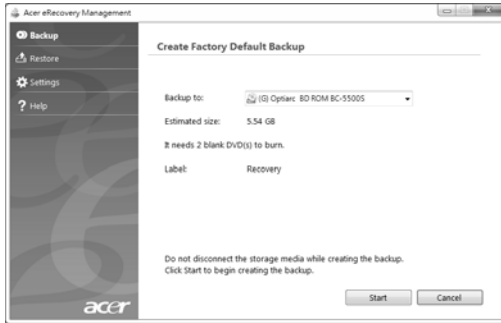 Acer eRecovery Management
Backup
Restore
Settings
Help
Create Factory Default Backup
Backup to: (G) Optiarc BD ROM BC-5500S
Estimated size: 5.54 GB
It needs 2 blank DVD(s) to burn.
Label: Recovery
Do not disconnect the storage media while creating the backup.
Click Start to begin creating the backup.
Start Cancel
acer